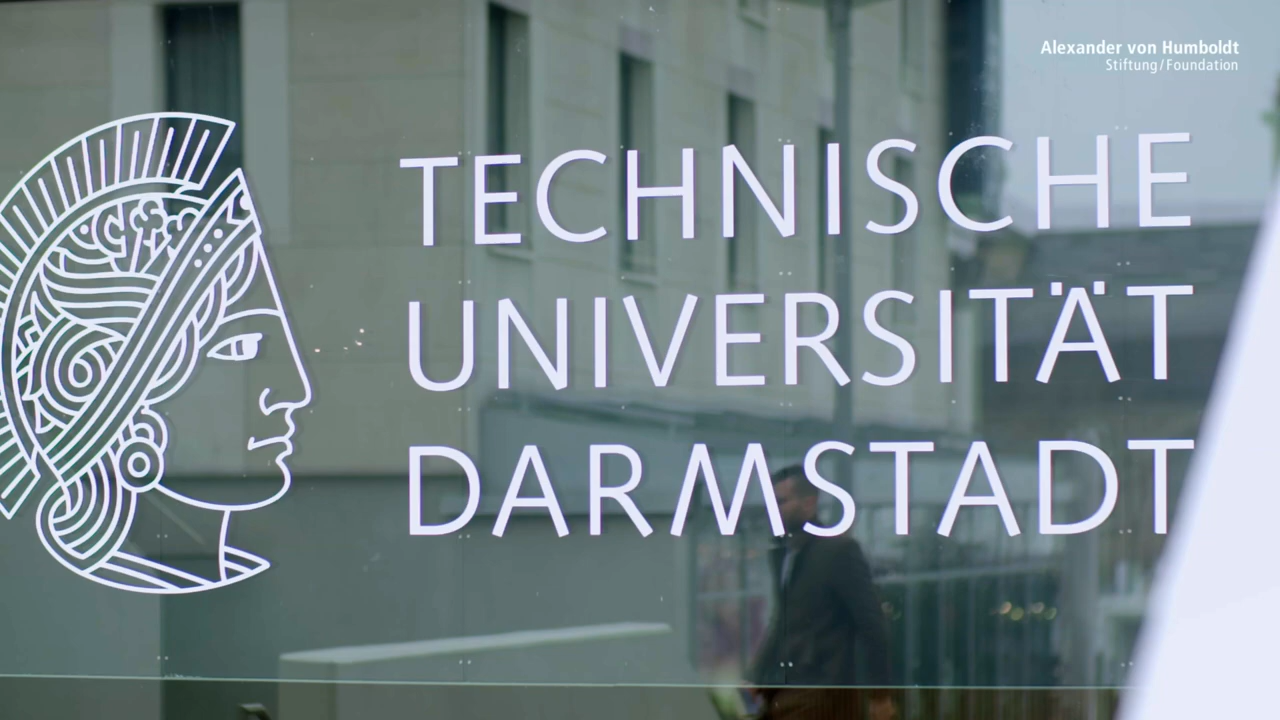 Alexander von Humboldt
Stiftung/Foundation
TECHNISCHE
UNIVERSITÄT
DARMSTADT